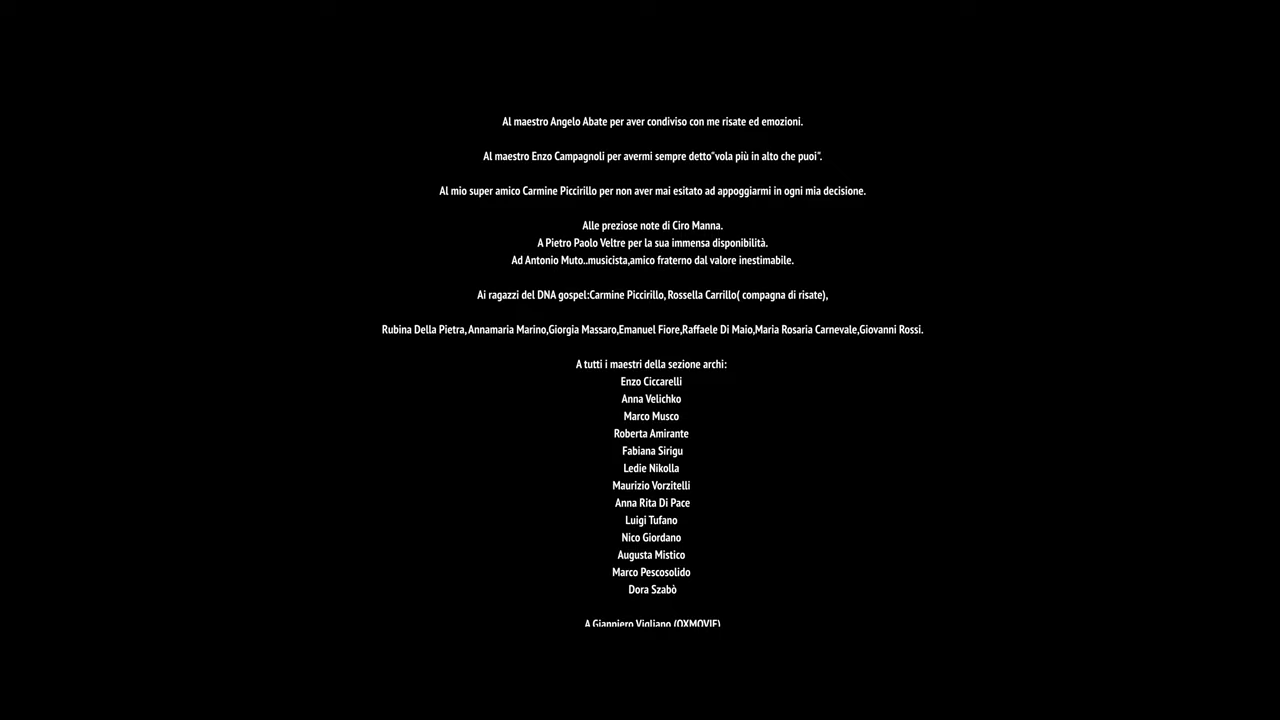 Al maestro Angelo Abate per aver condiviso con me risate ed emozioni.
Al maestro Enzo Campagnoli per avermi sempre detto"vola più in alto che puoi".
Al mio super amico Carmine Piccirillo per non aver mai esitato ad appoggiarmi in ogni mia decisione.
Alle preziose note di Ciro Manna.
A Pietro Paolo Veltre per la sua immensa disponibilità.
Ad Antonio Muto..musicista,amico fraterno dal valore inestimabile.
Ai ragazzi del DNA gospel:Carmine Piccirillo, Rossella Carrillo( compagna di risate),
Rubina Della Pietra, Annamaria Marino,Giorgia Massaro,Emanuel Fiore,Raffaele Di Maio,Maria Rosaria Carnevale,Giovanni Rossi.
A tutti i maestri della sezione archi:
Enzo Ciccarelli
Anna Velichko
Marco Musco
Roberta Amirante
Fabiana Sirigu
Ledie Nikolla
Maurizio Vorzitelli
Anna Rita Di Pace
Luigi Tufano
Nico Giordano
Augusta Mistico
Marco Pescosolido
Dora Szabò
A Gianniero Vigliano (OXMOVIE)